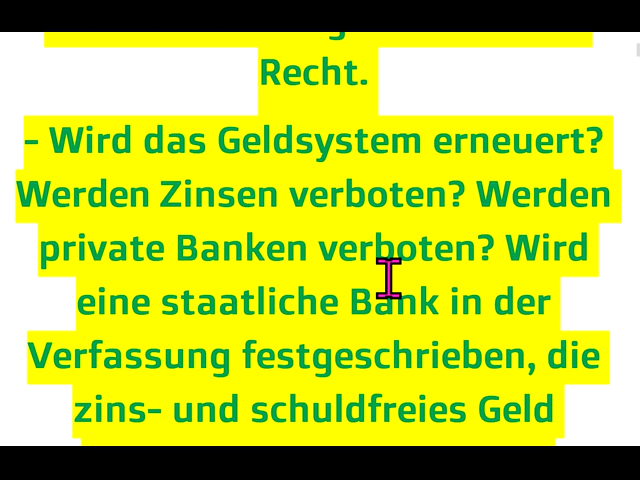 Recht.
- Wird das Geldsystem erneuert?
Werden Zinsen verboten? Werden
private Banken verboten? Wird
eine staatliche Bank in der
Verfassung festgeschrieben, die
zins- und schuldfreies Geld